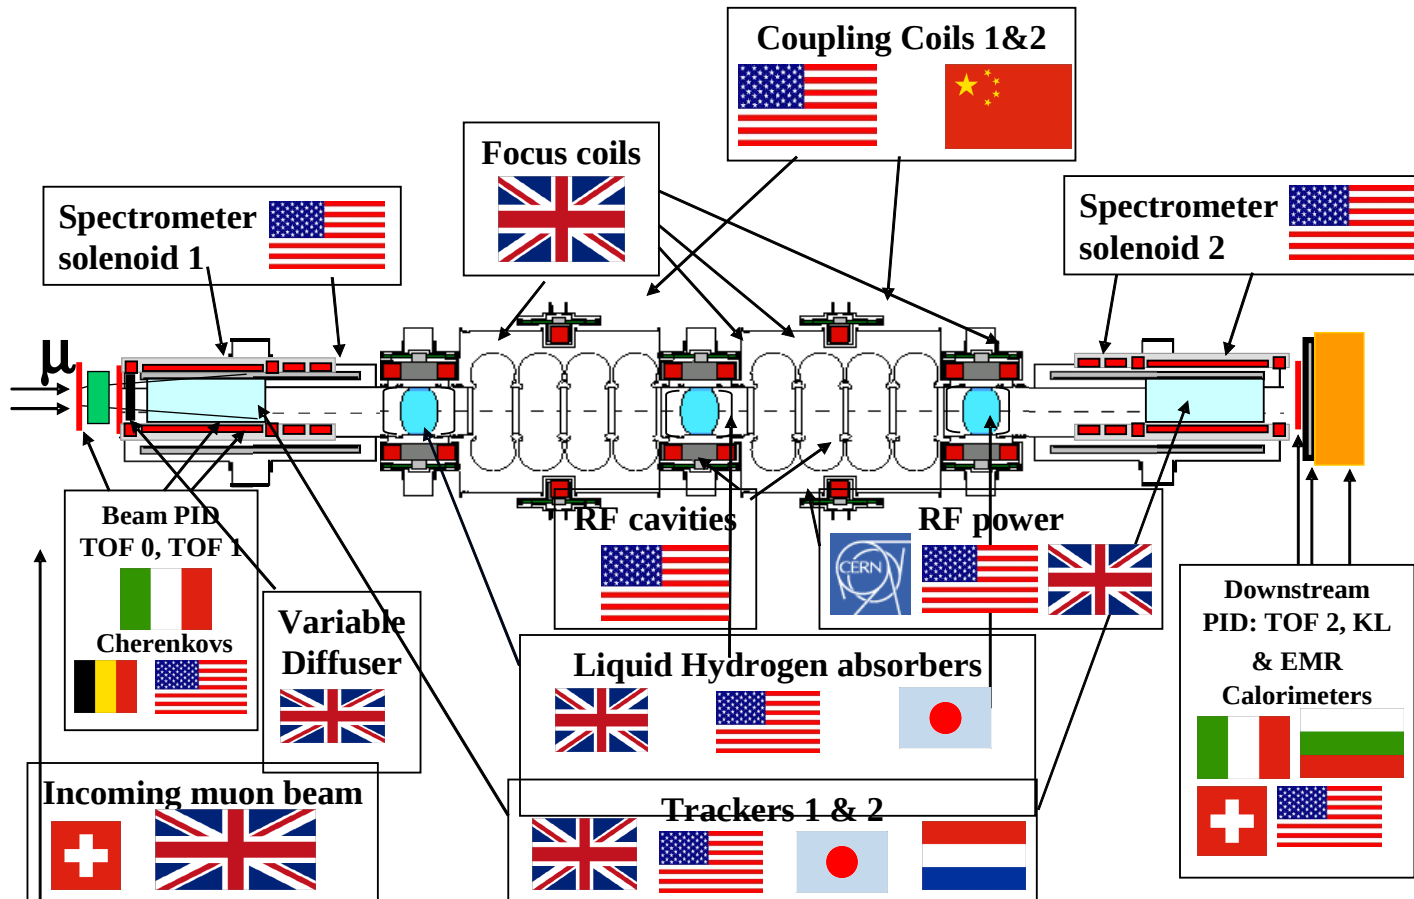 Coupling Coils 1&2
Focus coils
Spectrometer
solenoid 1
Spectrometer
solenoid 2
μ
Beam PID
TOF 0, TOF 1
Cherenkovs
Variable
Diffuser
RF cavities
RF power
CERN
Liquid Hydrogen absorbers
Downstream
PID: TOF 2, KL
& EMR
Calorimeters
Incoming muon beam
Trackers 1 & 2